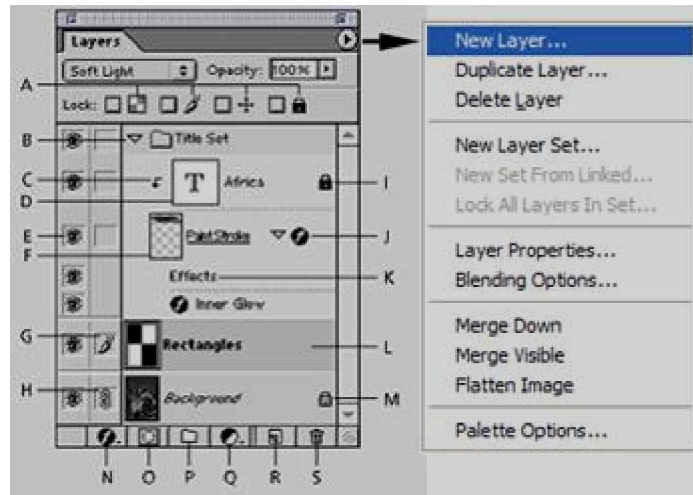 Layers
Soft Light
Opacity: 100%
A
Lock:
B
Title Set
C
D
T
Africa
I
E
F
Paint Stroke
J
Effects
K
Inner Glow
G
Rectangles
L
H
Background
M
N O P Q R S
New Layer...
Duplicate Layer...
Delete Layer
New Layer Set...
New Set From Linked...
Lock All Layers In Set...
Layer Properties...
Blending Options...
Merge Down
Merge Visible
Flatten Image
Palette Options...